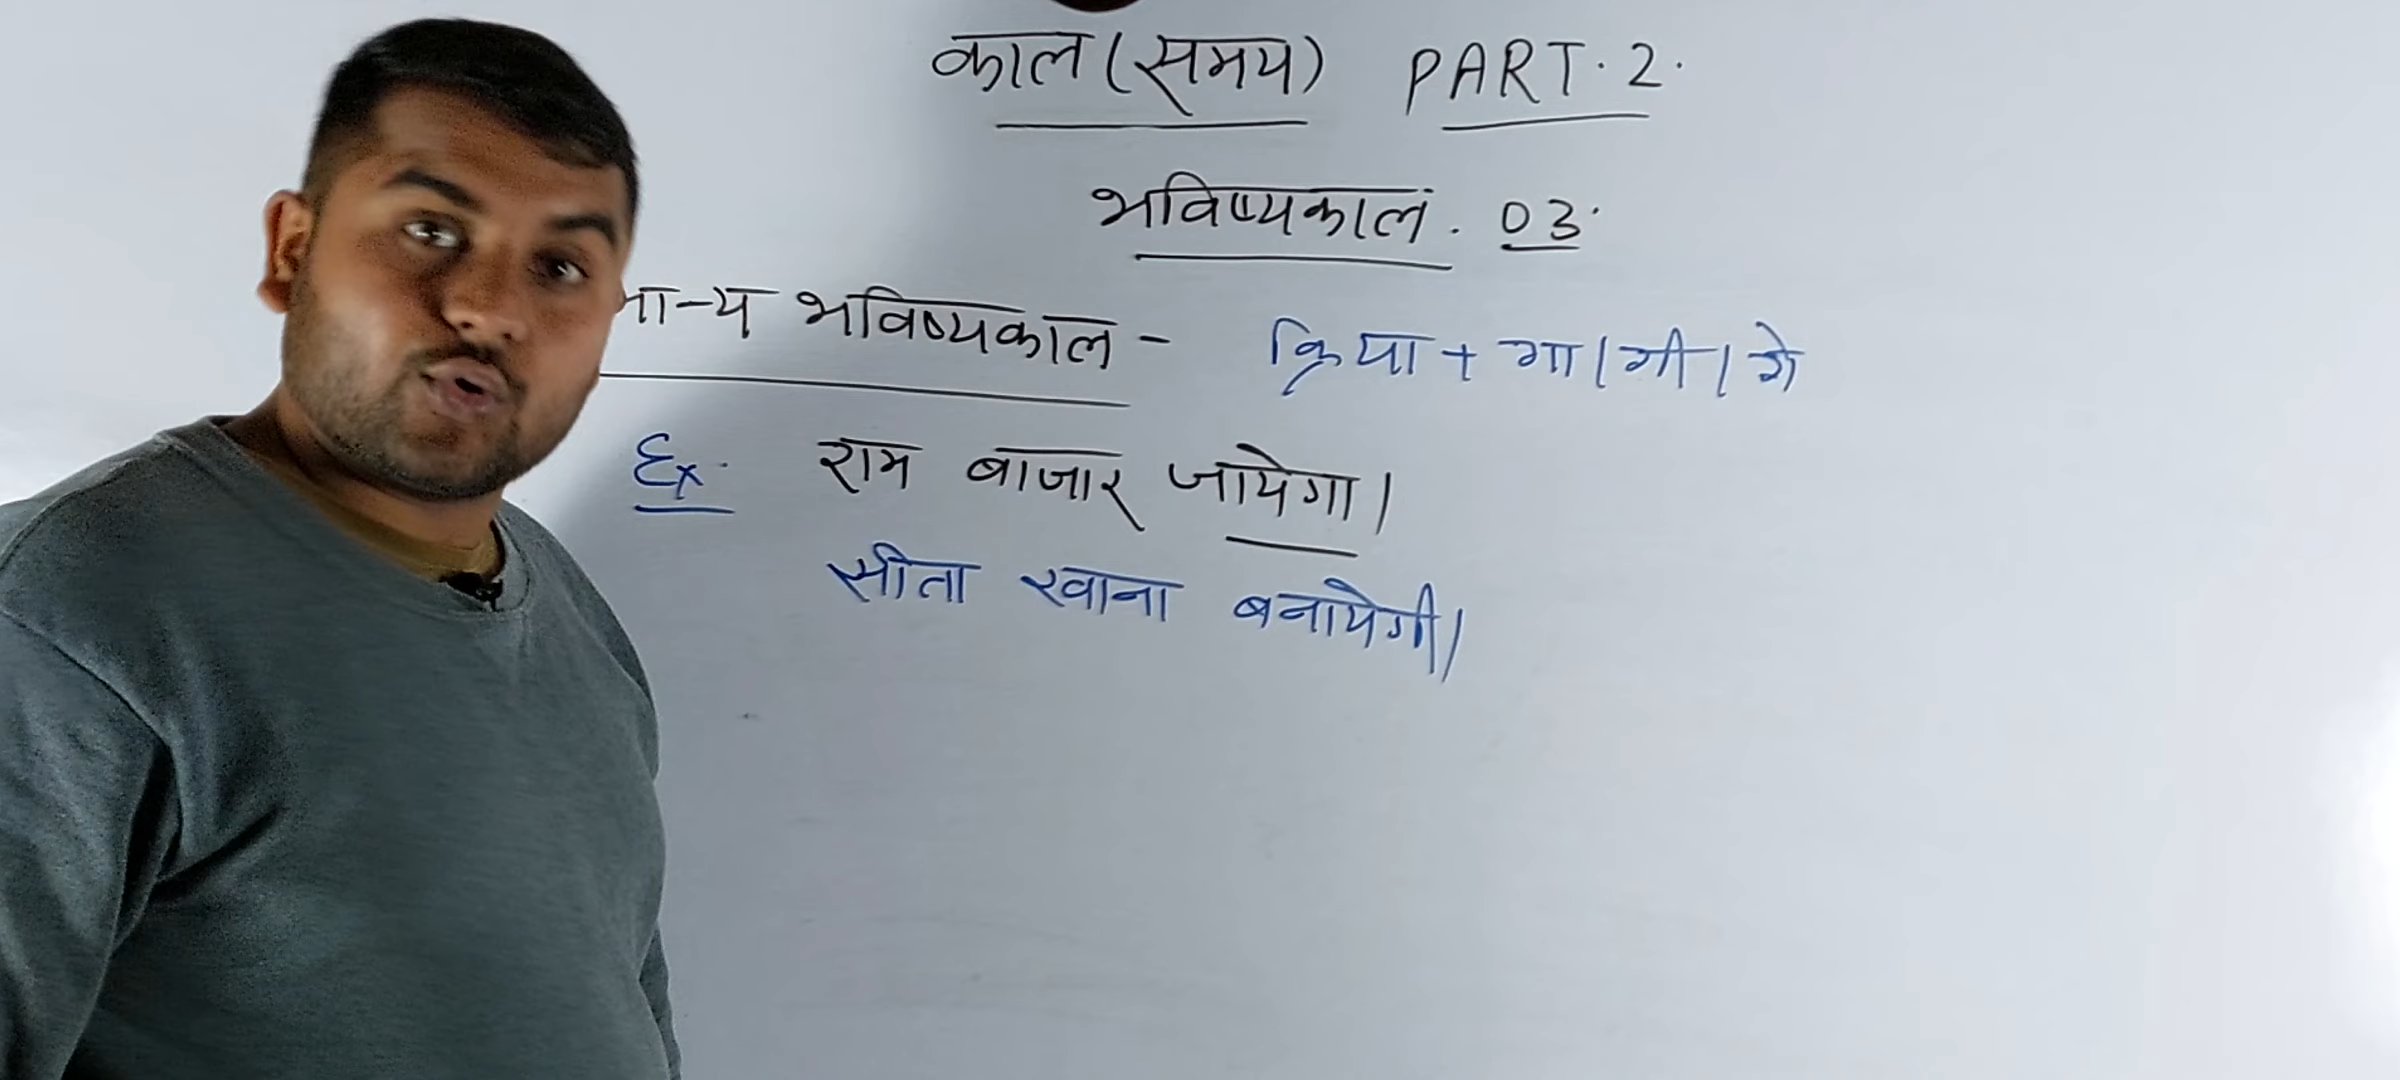 काल (समय) PART. 2.
भविष्यकाल. 03.
भविष्यकाल - क्रिया + गा।गी।गे
Ex. राम बाजार जायेगा।
सीता खाना बनायेगी।